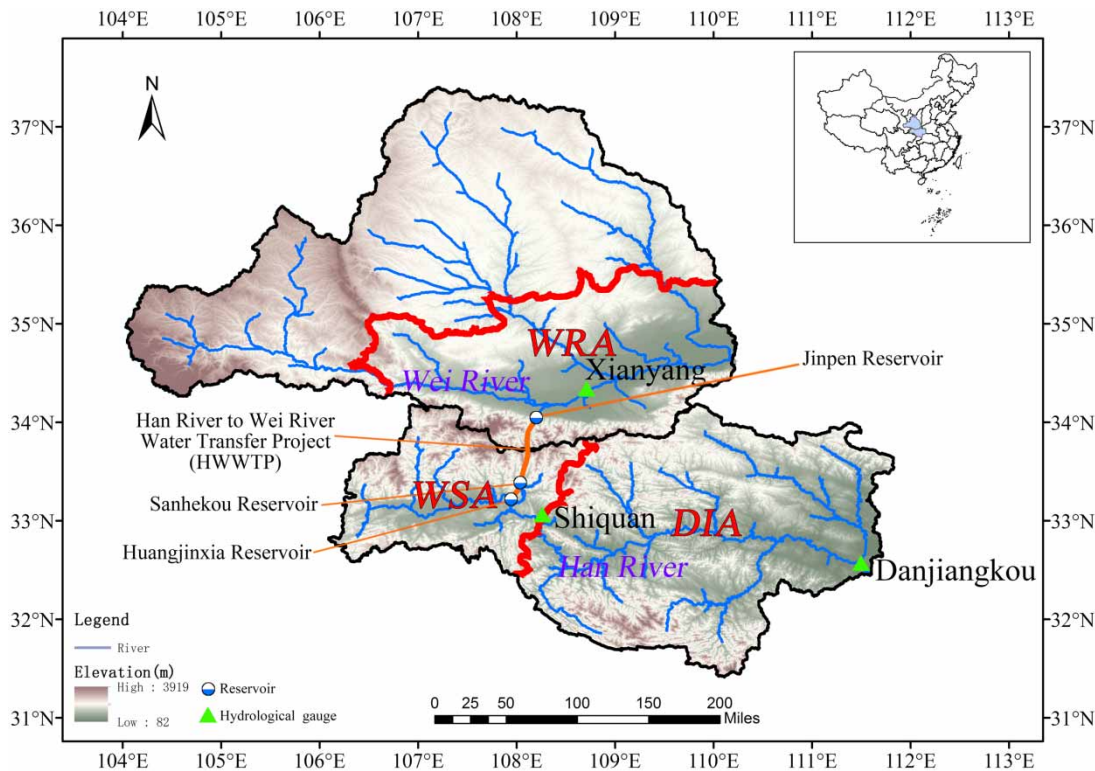 104°E 105°E 106°E 107°E 108°E 109°E 110°E 111°E 112°E 113°E
N
37°N 37°N
36°N 36°N
35°N 35°N
WRA
Jinpen Reservoir
Xianyang
Wei River
34°N 34°N
Han River to Wei River
Water Transfer Project
(HWWTP)
Sanhekou Reservoir
WSA
33°N 33°N
Shiquan
DIA
Huangjinxia Reservoir
Han River
Danjiangkou
32°N 32°N
Legend
River
Elevation(m)
High : 3919
Low : 82
Reservoir
Hydrological gauge
0 25 50 100 150 200
Miles
31°N 31°N
104°E 105°E 106°E 107°E 108°E 109°E 110°E 111°E 112°E 113°E